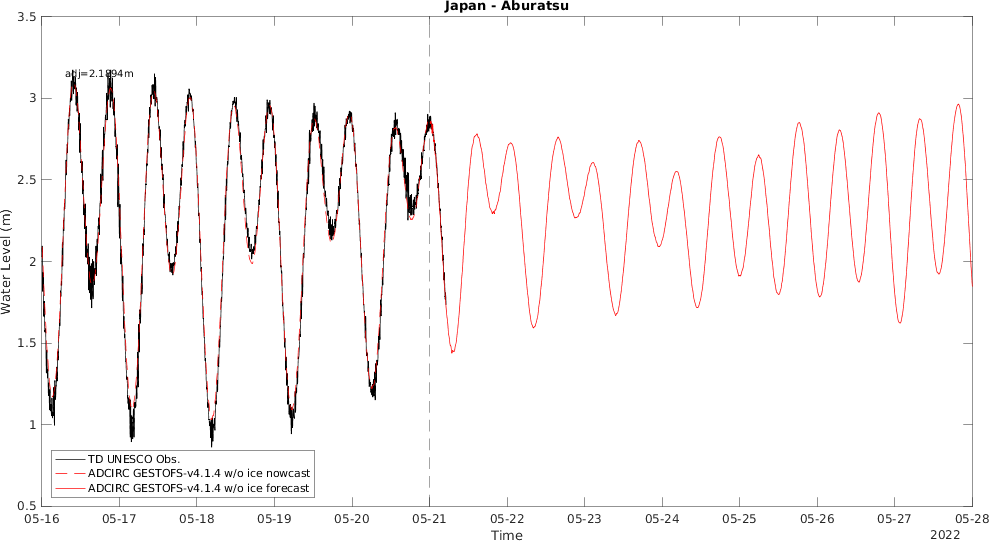 Japan - Aburatsu
3.5
3
2.5
2
1.5
1
0.5
Water Level (m)
adj=2.1894m
TD UNESCO Obs.
ADCIRC GESTOFS-v4.1.4 w/o ice nowcast
ADCIRC GESTOFS-v4.1.4 w/o ice forecast
05-16 05-17 05-18 05-19 05-20 05-21 05-22 05-23 05-24 05-25 05-26 05-27 05-28
Time
2022